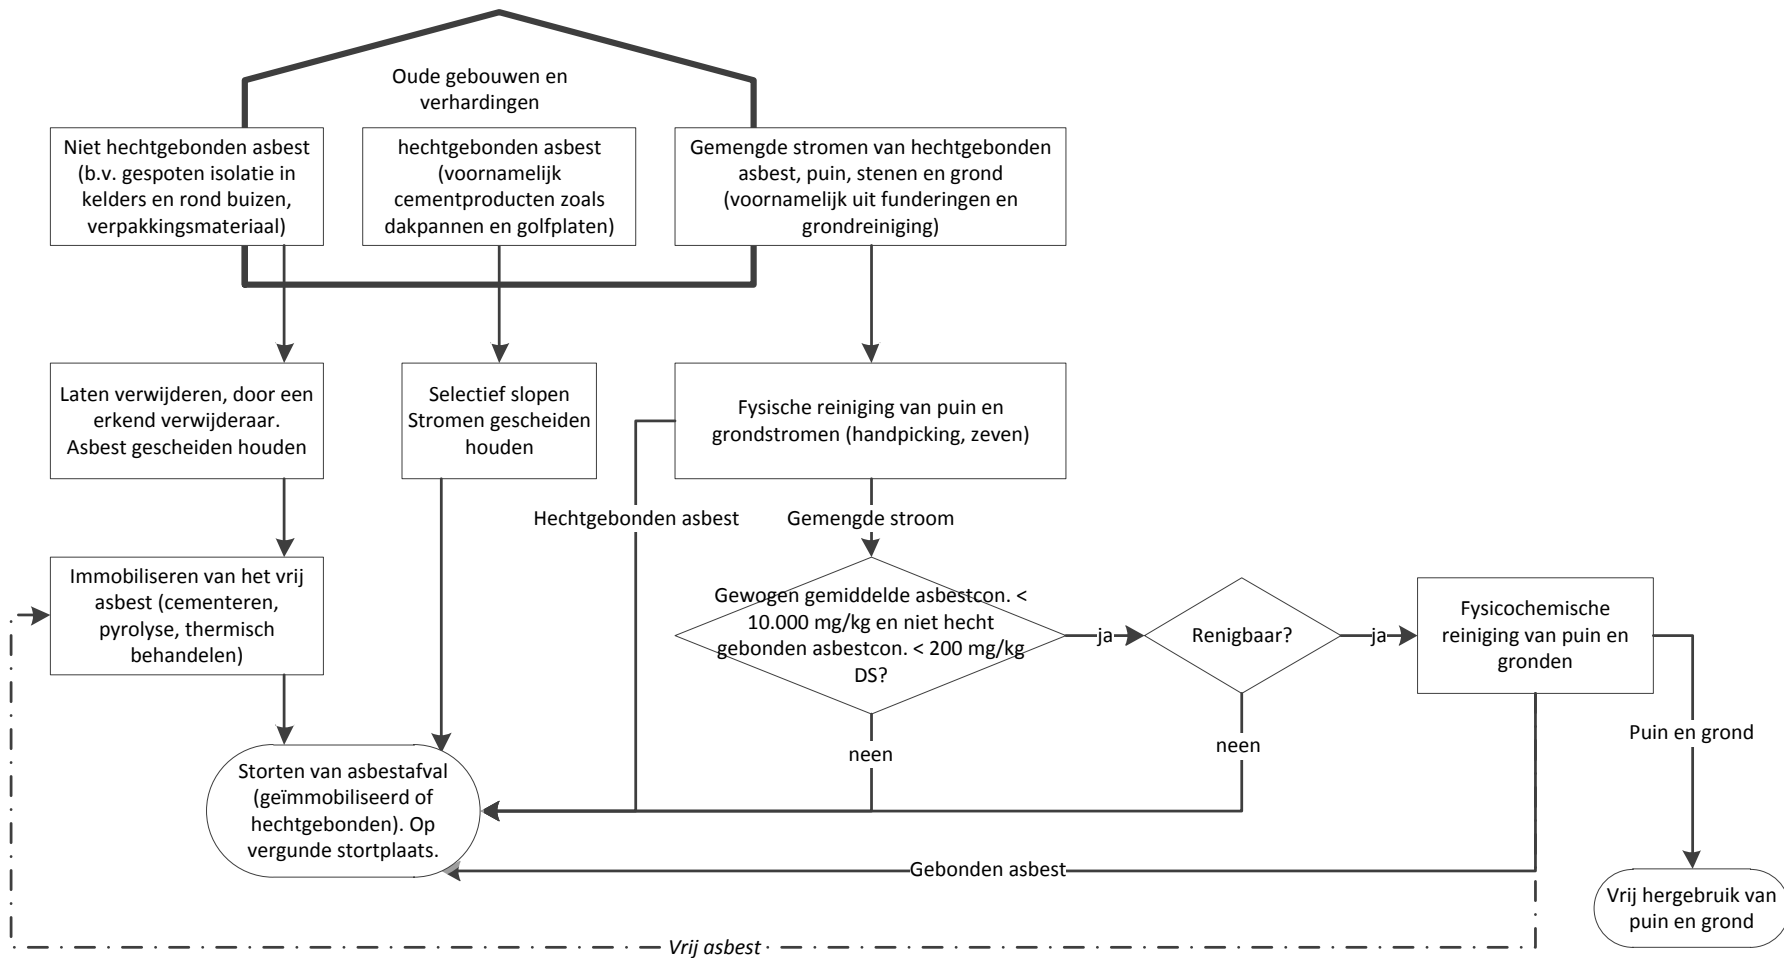 Oude gebouwen en
verhardingen
Niet hechtgebonden asbest
(b.v. gespoten isolatie in
kelders en rond buizen,
verpakkingsmateriaal)
hechtgebonden asbest
(voornamelijk
cementproducten zoals
dakpannen en golfplaten)
Gemengde stromen van hechtgebonden
asbest, puin, stenen en grond
(voornamelijk uit funderingen en
grondreiniging)
Laten verwijderen, door een
erkend verwijderaar.
Asbest gescheiden houden
Selectief slopen
Stromen gescheiden
houden
Fysische reiniging van puin en
grondstromen (handpicking, zeven)
Hechtgebonden asbest
Gemengde stroom
Immobiliseren van het vrij
asbest (cementeren,
pyrolyse, thermisch
behandelen)
Gewogen gemiddelde asbestcon. <
10.000 mg/kg en niet hecht
gebonden asbestcon. < 200 mg/kg
DS?
ja
Renigbaar?
ja
Fysicochemische
reiniging van puin en
gronden
neen
neen
Puin en grond
Storten van asbestafval
(geïmmobiliseerd of
hechtgebonden). Op
vergunde stortplaats.
Gebonden asbest
Vrij hergebruik van
puin en grond
Vrij asbest